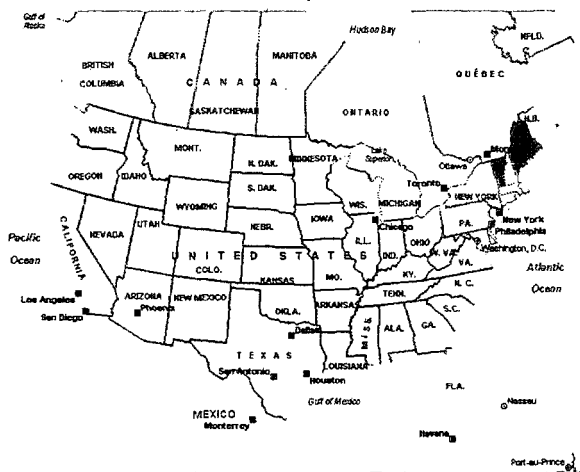 Gulf of
Alaska
Hudson Bay
NFLD.
ALBERTA
MANITOBA
BRITISH
COLUMBIA
QUÉBEC
C A N A D A
SASKATCHEWAN
ONTARIO
N.B.
WASH.
MONT.
N. DAK.
MINNESOTA
Lake
Superior
Ottawa
OREGON
IDAHO
S. DAK.
WIS.
MICHIGAN
Toronto
NEW YORK
WYOMING
IOWA
Chicago
New York
Philadelphia
NEVADA
UTAH
NEBR.
ILL.
IND.
OHIO
PA.
Washington, D.C.
CALIFORNIA
Pacific
Ocean
U N I T E D S T A T E S
COLO.
KANSAS
MO.
KY.
W. VA.
VA.
Atlantic
Ocean
Los Angeles
San Diego
ARIZONA
Phoenix
NEW MEXICO
OKLA.
ARKANSAS
TENN.
N. C.
S.C.
Dallas
MISS
ALA.
GA.
T E X A S
LOUISIANA
San Antonio
Houston
FLA.
Gulf of Mexico
Nassau
MEXICO
Monterrey
Havana
Port-au-Prince